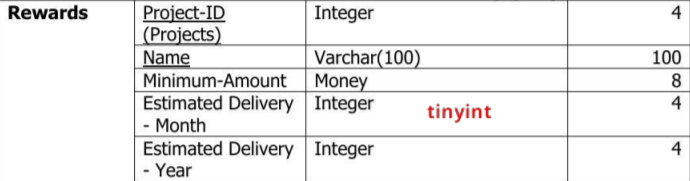 Rewards Project-ID Integer 4
(Projects)
Name Varchar(100) 100
Minimum-Amount Money 8
Estimated Delivery Integer 4
tinyint
- Month
Estimated Delivery Integer 4
- Year